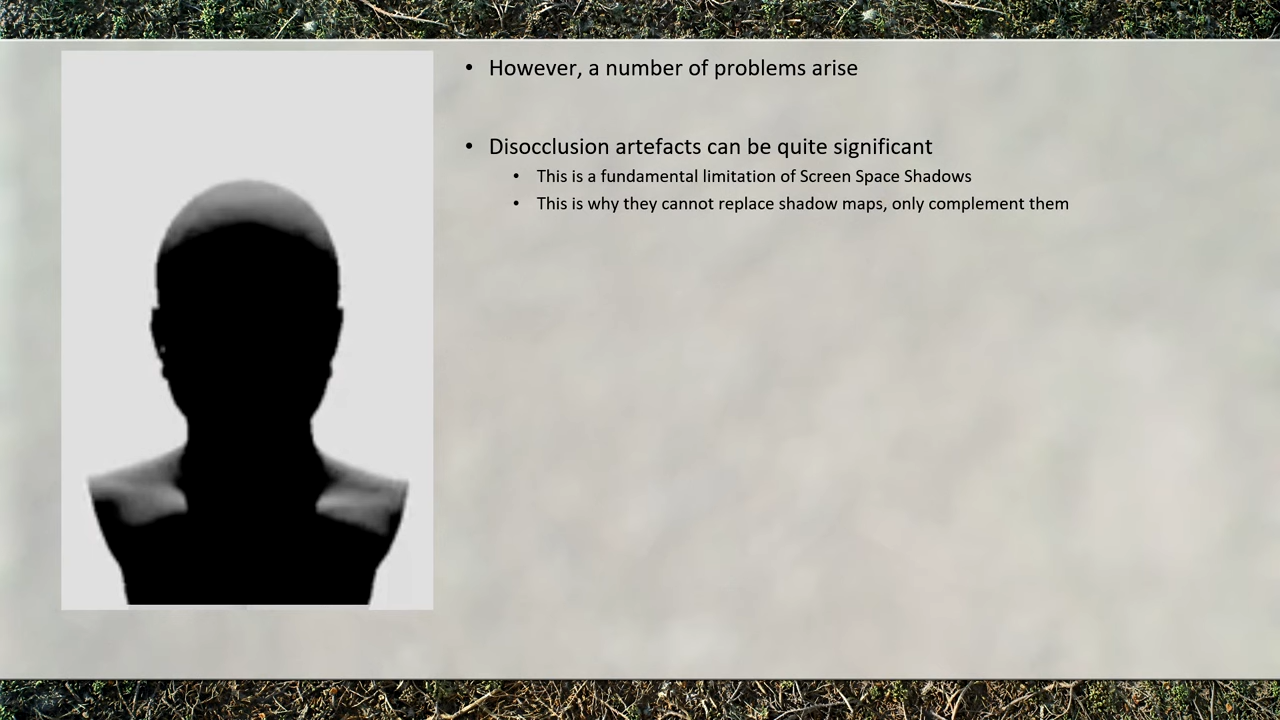 • However, a number of problems arise
• Disocclusion artefacts can be quite significant
• This is a fundamental limitation of Screen Space Shadows
• This is why they cannot replace shadow maps, only complement them